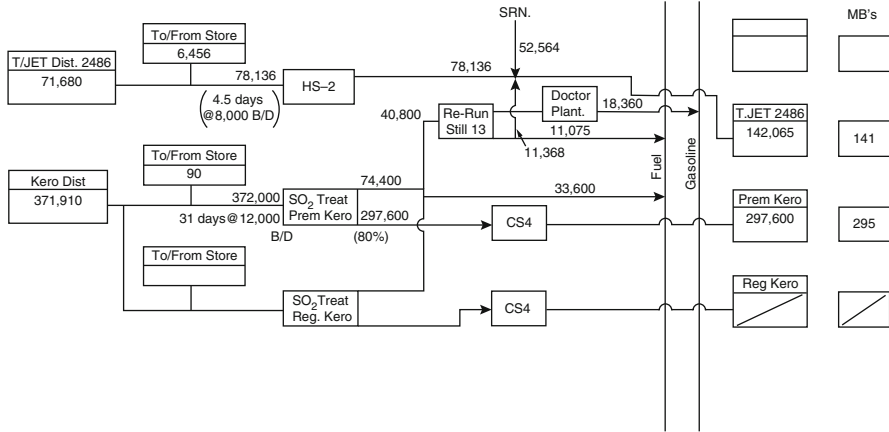 SRN.
MB's
To/From Store
6,456
52,564
T/JET Dist. 2486
71,680
78,136
HS–2
78,136
(4.5 days
@8,000 B/D)
40,800
Re-Run
Still 13
Doctor
Plant.
18,360
11,075
11,368
T.JET 2486
142,065
141
Fuel
Gasoline
To/From Store
90
Kero Dist
371,910
372,000
31 days@12,000
B/D
SO2 Treat
Prem Kero
74,400
297,600
(80%)
33,600
CS4
Prem Kero
297,600
295
To/From Store
SO2Treat
Reg. Kero
CS4
Reg Kero